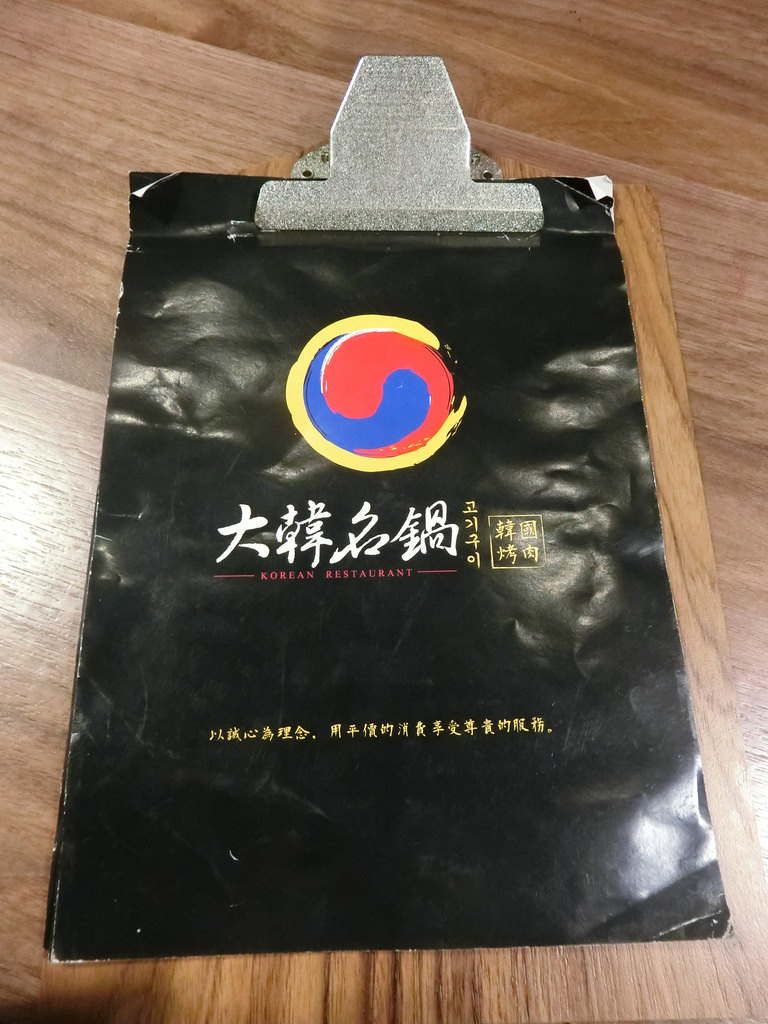 大韓名鍋
고기구이
韓國
烤肉
KOREAN RESTAURANT
以誠心為理念，用平價的消費享受尊貴的服務。